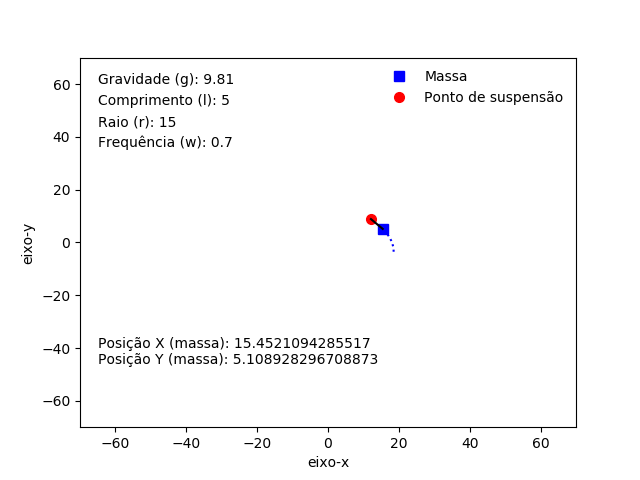 Gravidade (g): 9.81
Comprimento (l): 5
Raio (r): 15
Frequência (w): 0.7
Massa
Ponto de suspensão
60
40
20
0
−20
−40
−60
eixo-y
Posição X (massa): 15.4521094285517
Posição Y (massa): 5.108928296708873
−60 −40 −20 0 20 40 60
eixo-x